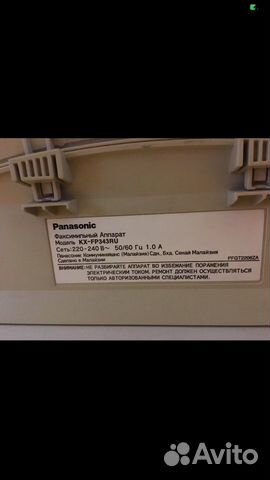 Panasonic
Факсимильный Аппарат
Модель KX-FP343RU
Сеть: 220-240 В~ 50/60 Гц 1.0 А
Панасоник Коммуникейшнс (Малайзия) Сдн. Бхд. Сенай Малайзия
Сделано в Малайзии
PFGT2206ZA
ВНИМАНИЕ: НЕ РАЗБИРАЙТЕ АППАРАТ ВО ИЗБЕЖАНИЕ ПОРАЖЕНИЯ
ЭЛЕКТРИЧЕСКИМ ТОКОМ. РЕМОНТ ДОЛЖЕН ОСУЩЕСТВЛЯТЬСЯ
ТОЛЬКО АВТОРИЗОВАННЫМИ СПЕЦИАЛИСТАМИ.
Avito